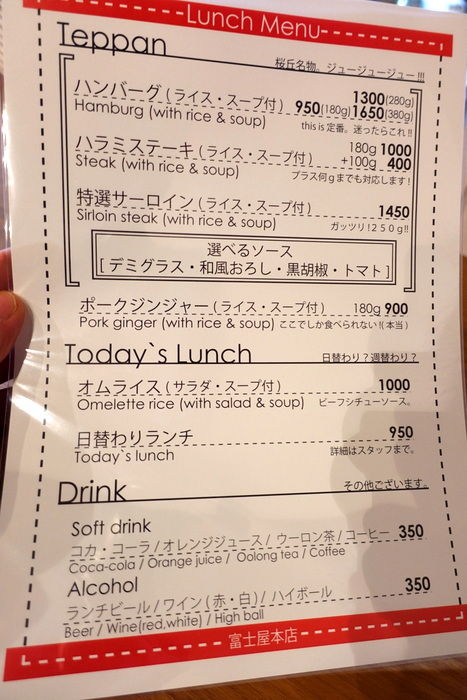 Lunch Menu
Teppan
桜丘名物。ジュージュージュー!!!
ハンバーグ(ライス・スープ付) 1300(280g)
Hamburg (with rice & soup) 950(180g) 1650(380g)
this is 定番。迷ったらこれ!!
ハラミステーキ(ライス・スープ付) 180g 1000
Steak (with rice & soup) +100g 400
プラス何gまでも対応します!
特選サーロイン(ライス・スープ付) 1450
Sirloin steak (with rice & soup) ガッツリ!250g!!
選べるソース
[デミグラス・和風おろし・黒胡椒・トマト]
ポークジンジャー(ライス・スープ付) 180g 900
Pork ginger (with rice & soup) ここでしか食べられない!(本当)
Today`s Lunch 日替わり?週替わり?
オムライス(サラダ・スープ付) 1000
Omelette rice (with salad & soup) ビーフシチューソース。
日替わりランチ 950
Today`s lunch 詳細はスタッフまで。
Drink その他ございます。
Soft drink
コカ・コーラ/オレンジジュース/ウーロン茶/コーヒー 350
Coca-cola / Orange juice / Oolong tea / Coffee
Alcohol
ランチビール/ワイン(赤・白)/ハイボール 350
Beer / Wine(red,white) / High ball
富士屋本店